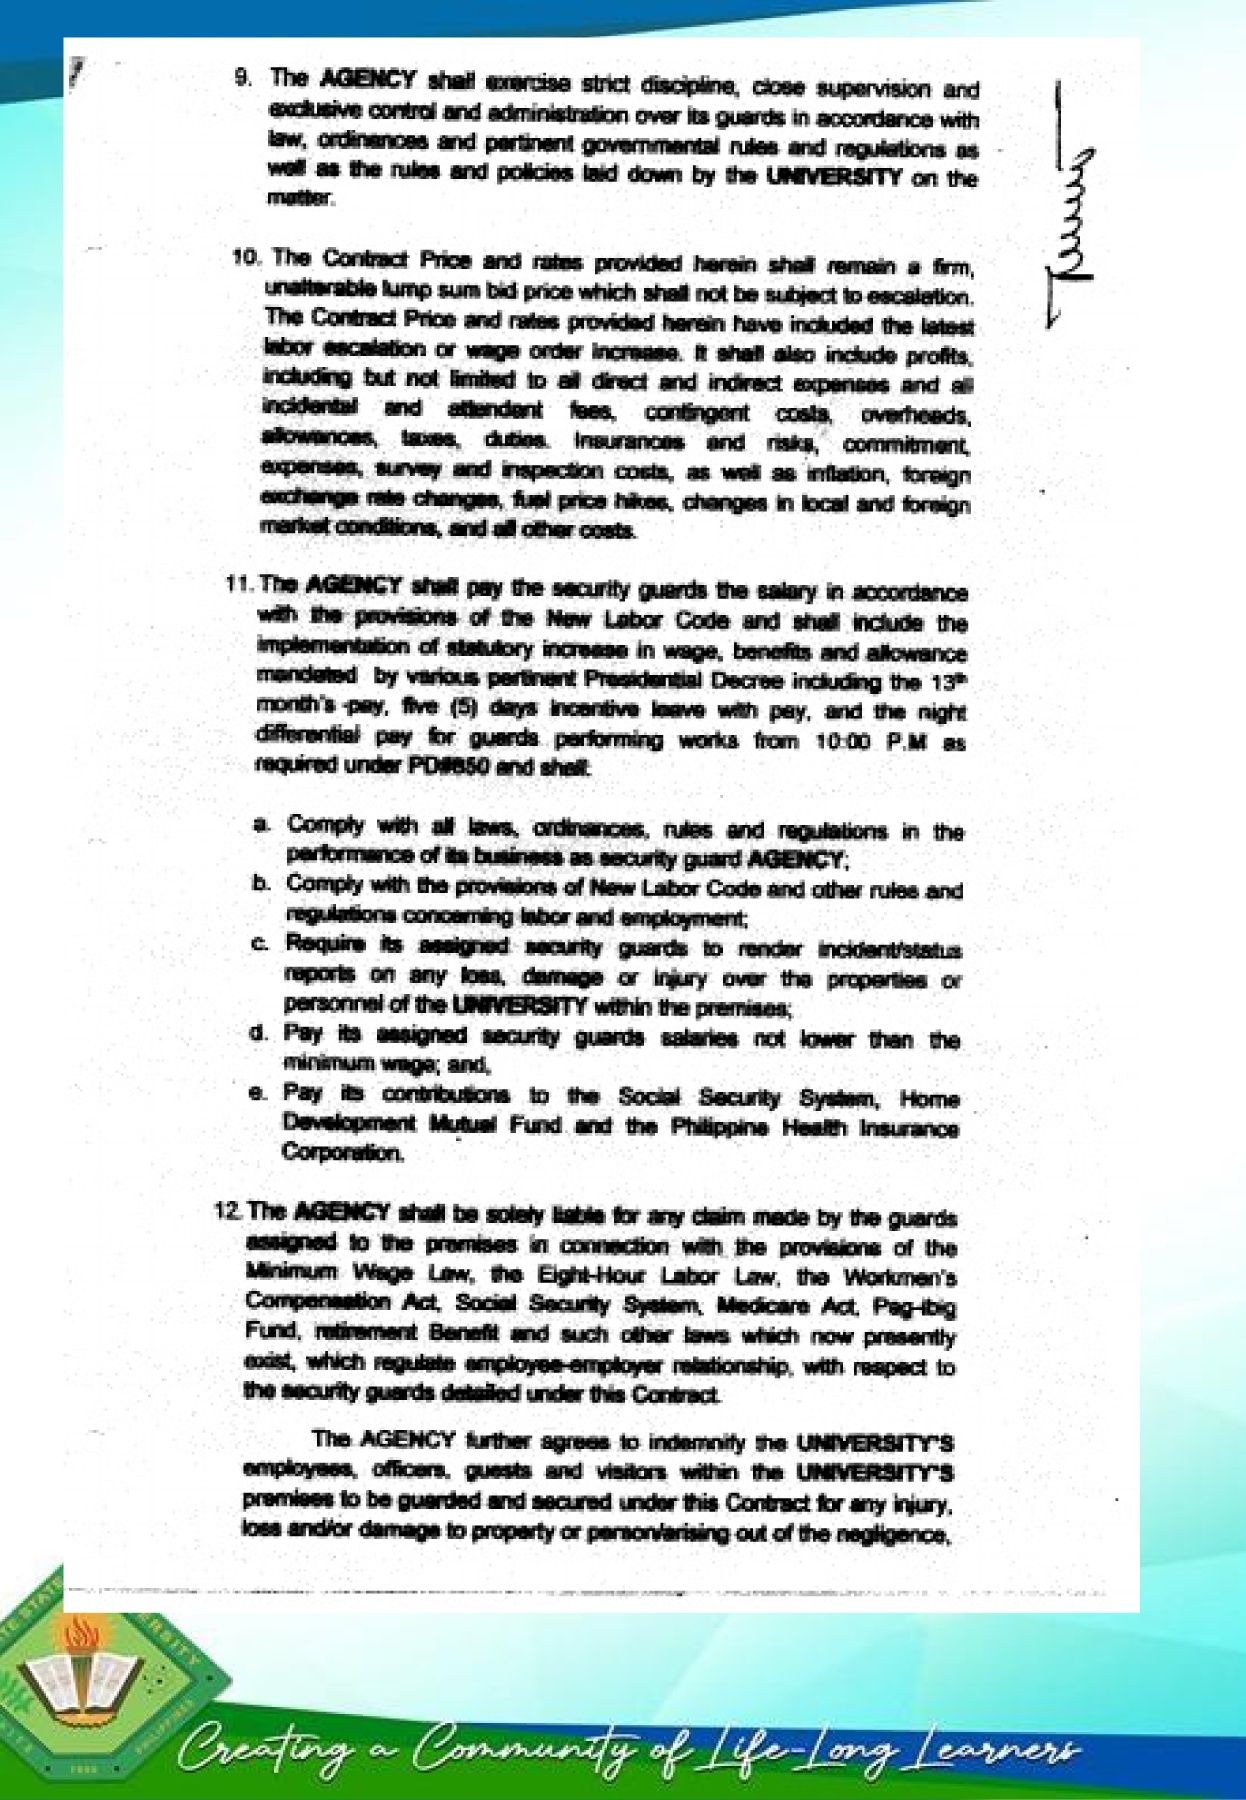 9. The AGENCY shall exercise strict discipline, close supervision and
exclusive control and administration over its guards in accordance with
law, ordinances and pertinent governmental rules and regulations as
well as the rules and policies laid down by the UNIVERSITY on the
matter.
10. The Contract Price and rates provided herein shall remain a firm,
unalterable lump sum bid price which shall not be subject to escalation.
The Contract Price and rates provided herein have included the latest
labor escalation or wage order increase. It shall also include profits,
including but not limited to all direct and indirect expenses and all
incidental and attendant fees, contingent costs, overheads,
allowances, taxes, duties. Insurances and risks, commitment,
expenses, survey and inspection costs, as well as inflation, foreign
exchange rate changes, fuel price hikes, changes in local and foreign
market conditions, and all other costs.
11. The AGENCY shall pay the security guards the salary in accordance
with the provisions of the New Labor Code and shall include the
implementation of statutory increase in wage, benefits and allowance
mandated by various pertinent Presidential Decree including the 13th
month's pay, five (5) days incentive leave with pay, and the night
differential pay for guards performing works from 10:00 P.M as
required under PD#850 and shall:
a. Comply with all laws, ordinances, rules and regulations in the
performance of its business as security guard AGENCY;
b. Comply with the provisions of New Labor Code and other rules and
regulations concerning labor and employment;
c. Require its assigned security guards to render incident/status
reports on any loss, damage or injury over the properties or
personnel of the UNIVERSITY within the premises;
d. Pay its assigned security guards salaries not lower than the
minimum wage; and,
e. Pay its contributions to the Social Security System, Home
Development Mutual Fund and the Philippine Health Insurance
Corporation.
12. The AGENCY shall be solely liable for any claim made by the guards
assigned to the premises in connection with the provisions of the
Minimum Wage Law, the Eight-Hour Labor Law, the Workmen's
Compensation Act, Social Security System, Medicare Act, Pag-ibig
Fund, retirement Benefit and such other laws which now presently
exist, which regulate employee-employer relationship, with respect to
the security guards detailed under this Contract.
The AGENCY further agrees to indemnify the UNIVERSITY'S
employees, officers, guests and visitors within the UNIVERSITY'S
premises to be guarded and secured under this Contract for any injury,
loss and/or damage to property or person/arising out of the negligence,
Creating a Community of Life-Long Learners